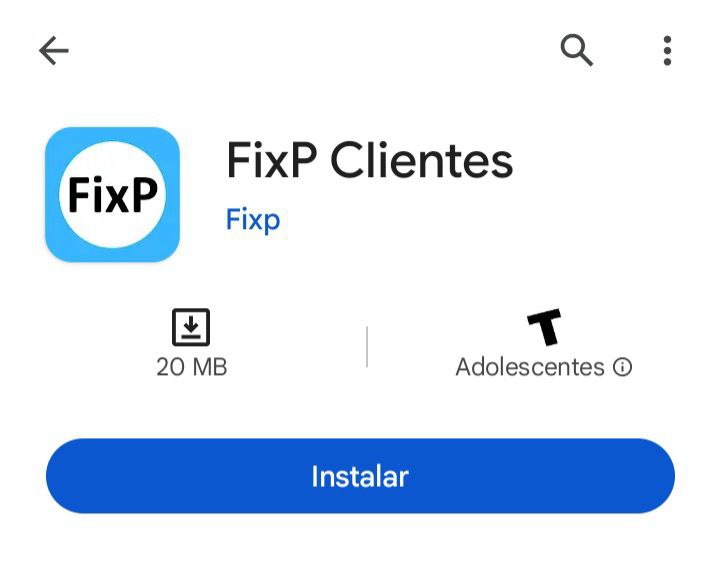 FixP
FixP Clientes
Fixp
20 MB
T
Adolescentes
Instalar